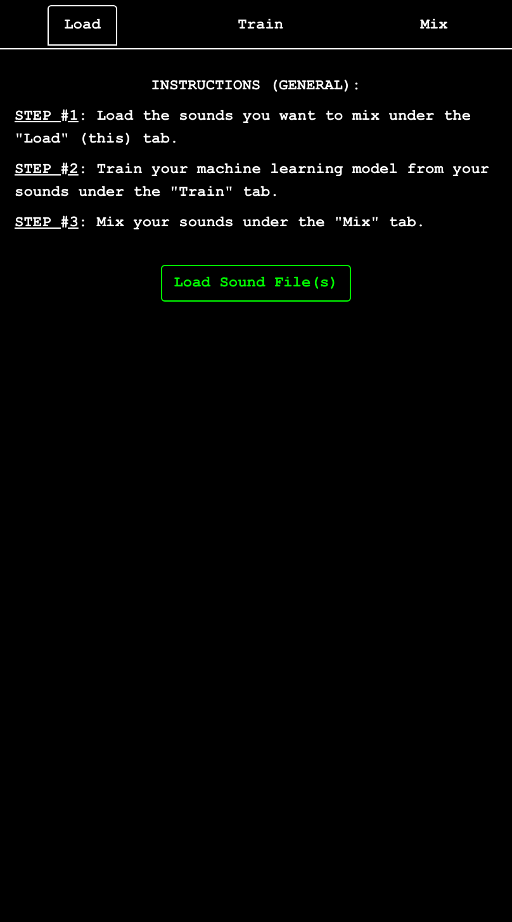 Load Train Mix
INSTRUCTIONS (GENERAL):
STEP #1: Load the sounds you want to mix under the
"Load" (this) tab.
STEP #2: Train your machine learning model from your
sounds under the "Train" tab.
STEP #3: Mix your sounds under the "Mix" tab.
Load Sound File(s)